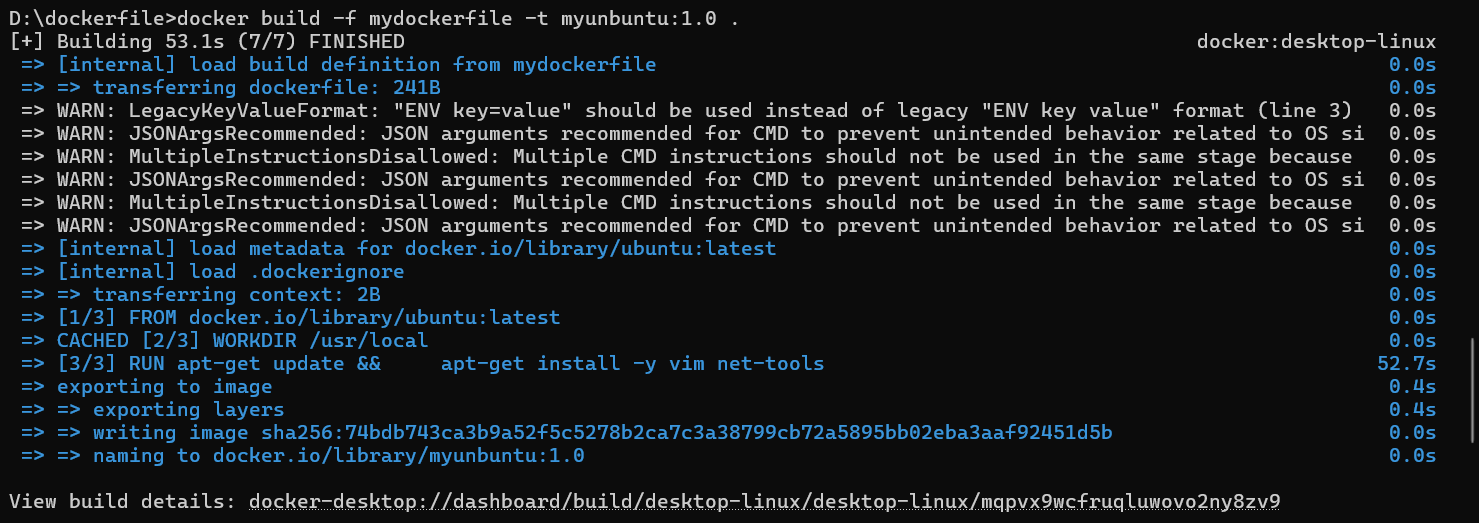 D:\dockerfile>docker build -f mydockerfile -t myunbuntu:1.0 .
[+] Building 53.1s (7/7) FINISHED docker:desktop-linux
=> [internal] load build definition from mydockerfile 0.0s
=> => transferring dockerfile: 241B 0.0s
=> WARN: LegacyKeyValueFormat: "ENV key=value" should be used instead of legacy "ENV key value" format (line 3) 0.0s
=> WARN: JSONArgsRecommended: JSON arguments recommended for CMD to prevent unintended behavior related to OS si 0.0s
=> WARN: MultipleInstructionsDisallowed: Multiple CMD instructions should not be used in the same stage because 0.0s
=> WARN: JSONArgsRecommended: JSON arguments recommended for CMD to prevent unintended behavior related to OS si 0.0s
=> WARN: MultipleInstructionsDisallowed: Multiple CMD instructions should not be used in the same stage because 0.0s
=> WARN: JSONArgsRecommended: JSON arguments recommended for CMD to prevent unintended behavior related to OS si 0.0s
=> [internal] load metadata for docker.io/library/ubuntu:latest 0.0s
=> [internal] load .dockerignore 0.0s
=> => transferring context: 2B 0.0s
=> [1/3] FROM docker.io/library/ubuntu:latest 0.0s
=> CACHED [2/3] WORKDIR /usr/local 0.0s
=> [3/3] RUN apt-get update &&     apt-get install -y vim net-tools 52.7s
=> exporting to image 0.4s
=> => exporting layers 0.4s
=> => writing image sha256:74bdb743ca3b9a52f5c5278b2ca7c3a38799cb72a5895bb02eba3aaf92451d5b 0.0s
=> => naming to docker.io/library/myunbuntu:1.0 0.0s
View build details: docker-desktop://dashboard/build/desktop-linux/desktop-linux/mqpvx9wcfruqluwovo2ny8zv9